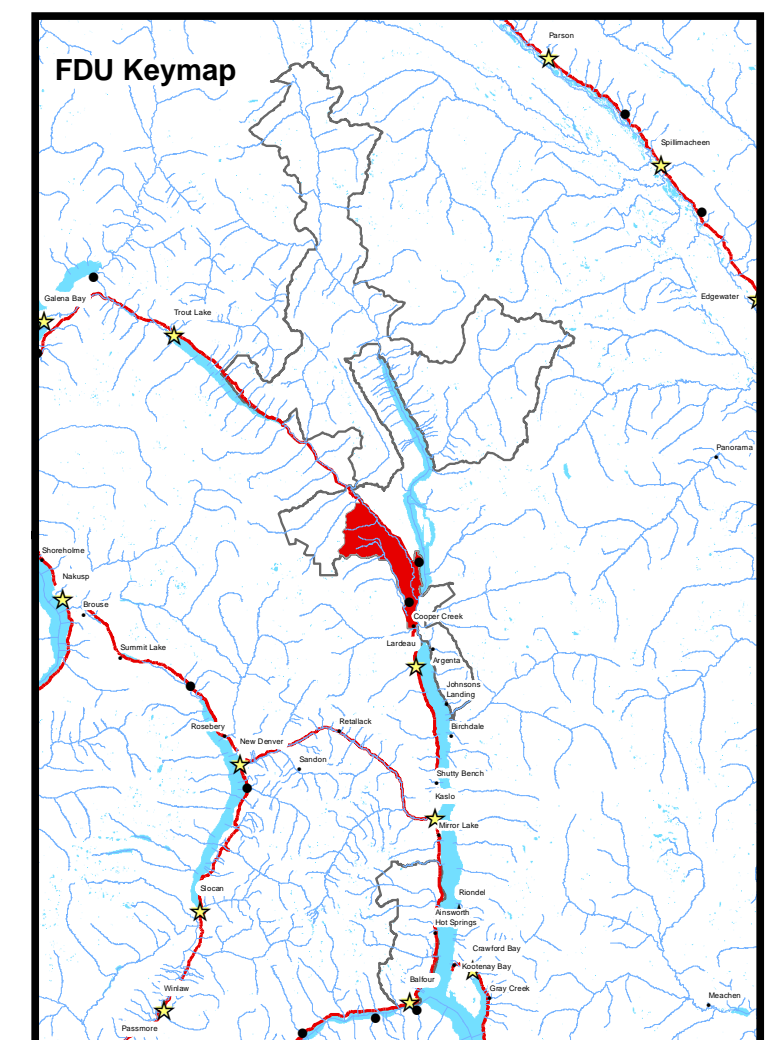 Parson
FDU Keymap
Spillimacheen
Edgewater
Galena Bay
Trout Lake
Panorama
Shoreholme
Nakusp
Brouse
Cooper Creek
Summit Lake
Lardeau
Argenta
Johnsons
Landing
Rosebery
Retallack
Birchdale
New Denver
Sandon
Shutty Bench
Kaslo
Mirror Lake
Slocan
Riondel
Ainsworth
Hot Springs
Crawford Bay
Kootenay Bay
Balfour
Winlaw
Gray Creek
Meachen
Passmore